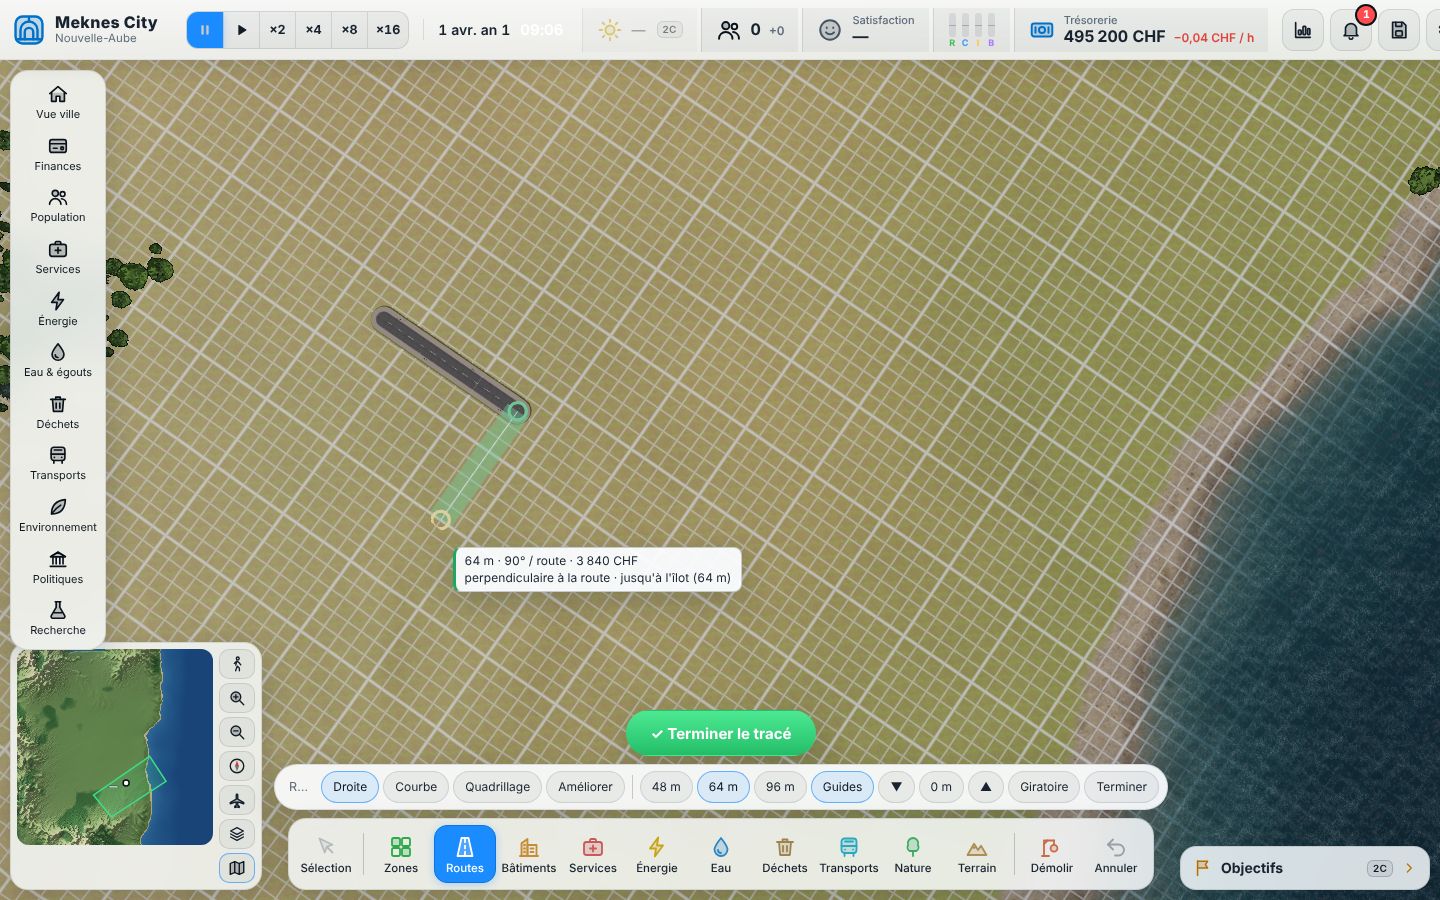 Meknes City
Nouvelle-Aube
×2
×4
×8
×16
1 avr. an 1
09:06
—
2C
0
+0
Satisfaction
—
R C I B
Trésorerie
495 200 CHF
−0,04 CHF / h
1
Vue ville
Finances
Population
Services
Énergie
Eau & égouts
Déchets
Transports
Environnement
Politiques
Recherche
64 m · 90° / route · 3 840 CHF
perpendiculaire à la route · jusqu'à l'îlot (64 m)
✓ Terminer le tracé
R...
Droite
Courbe
Quadrillage
Améliorer
48 m
64 m
96 m
Guides
▼
0 m
▲
Giratoire
Terminer
Sélection
Zones
Routes
Bâtiments
Services
Énergie
Eau
Déchets
Transports
Nature
Terrain
Démolir
Annuler
Objectifs
2C